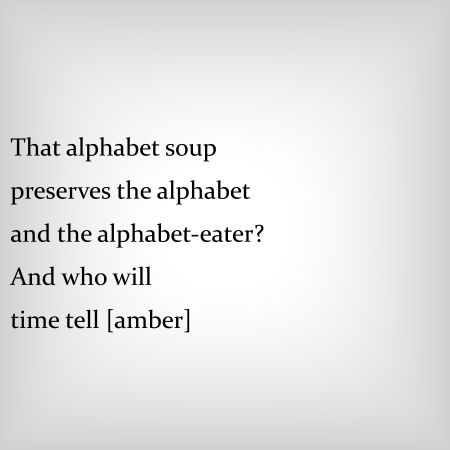 That alphabet soup
preserves the alphabet
and the alphabet-eater?
And who will
time tell [amber]